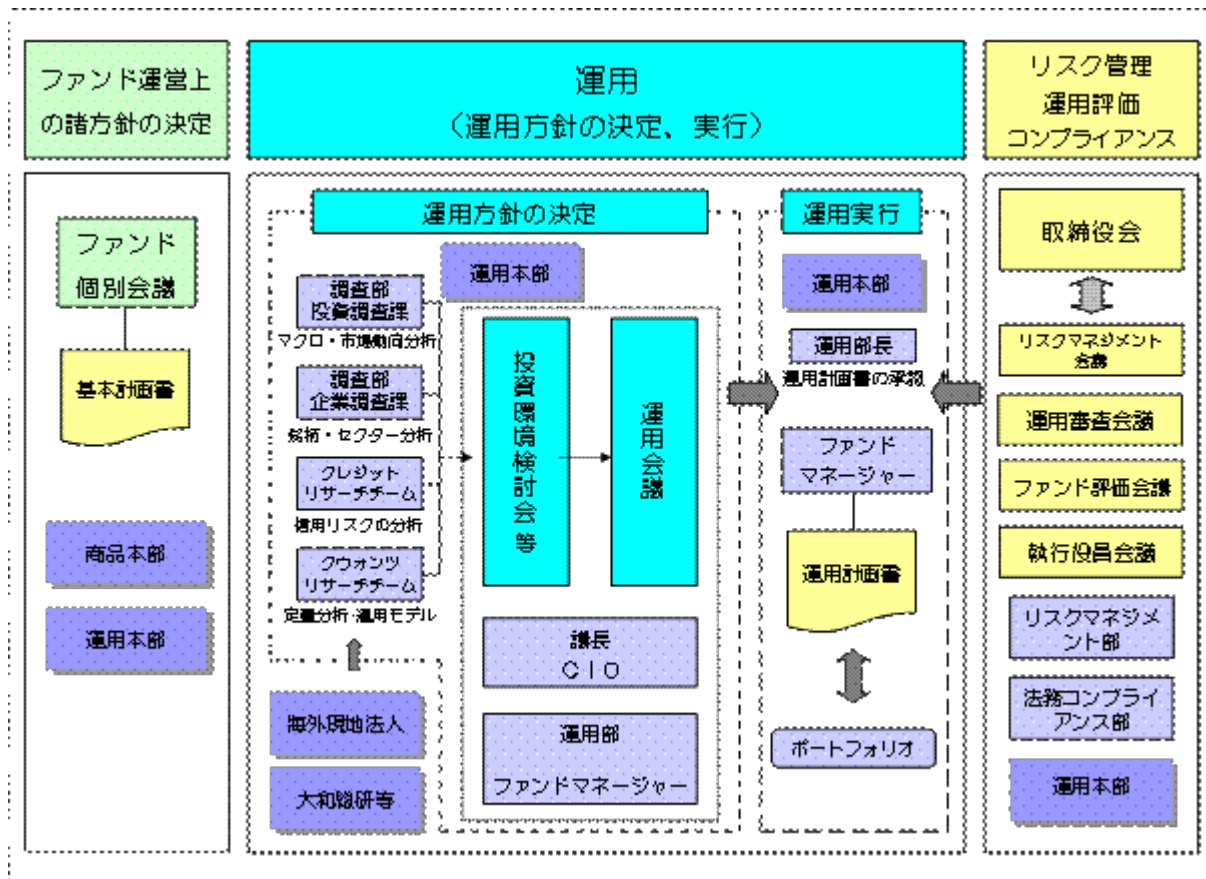 ファンド運営上
の諸方針の決定
運用
（運用方針の決定、実行）
リスク管理
運用評価
コンプライアンス
ファンド
個別会議
基本計画書
商品本部
運用本部
運用方針の決定
運用本部
調査部
投資調査課
マクロ・市場動向分析
調査部
企業調査課
銘柄・セクター分析
クレジット
リサーチチーム
信用リスクの分析
クウォンツ
リサーチチーム
定量分析・運用モデル
海外現地法人
大和総研等
投資環境検討会等
運用会議
議長
ＣＩＯ
運用部
ファンドマネージャー
運用実行
運用本部
運用部長
運用計画書の承認
ファンド
マネージャー
運用計画書
ポートフォリオ
取締役会
リスクマネジメント
会議
運用審査会議
ファンド評価会議
執行役員会議
リスクマネジメ
ント部
法務コンプライ
アンス部
運用本部